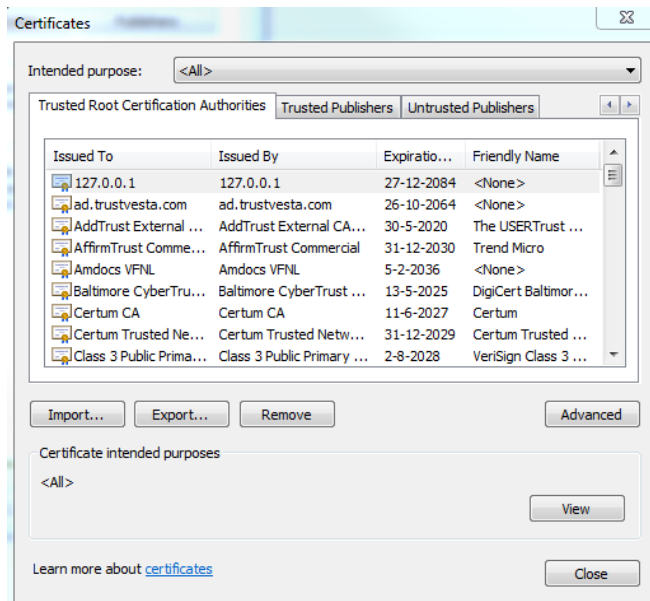 Certificates
Intended purpose: <All>
Trusted Root Certification Authorities Trusted Publishers Untrusted Publishers
Issued To Issued By Expiratio... Friendly Name
127.0.0.1 127.0.0.1 27-12-2084 <None>
ad.trustvesta.com ad.trustvesta.com 26-10-2064 <None>
AddTrust External ... AddTrust External CA... 30-5-2020 The USERTrust ...
AffirmTrust Comme... AffirmTrust Commercial 31-12-2030 Trend Micro
Amdocs VFNL Amdocs VFNL 5-2-2036 <None>
Baltimore CyberTru... Baltimore CyberTrust ... 13-5-2025 DigiCert Baltimor...
Certum CA Certum CA 11-6-2027 Certum
Certum Trusted Ne... Certum Trusted Netw... 31-12-2029 Certum Trusted ...
Class 3 Public Prima... Class 3 Public Primary ... 2-8-2028 VeriSign Class 3 ...
Import... Export... Remove Advanced
Certificate intended purposes
<All>
View
Learn more about certificates
Close